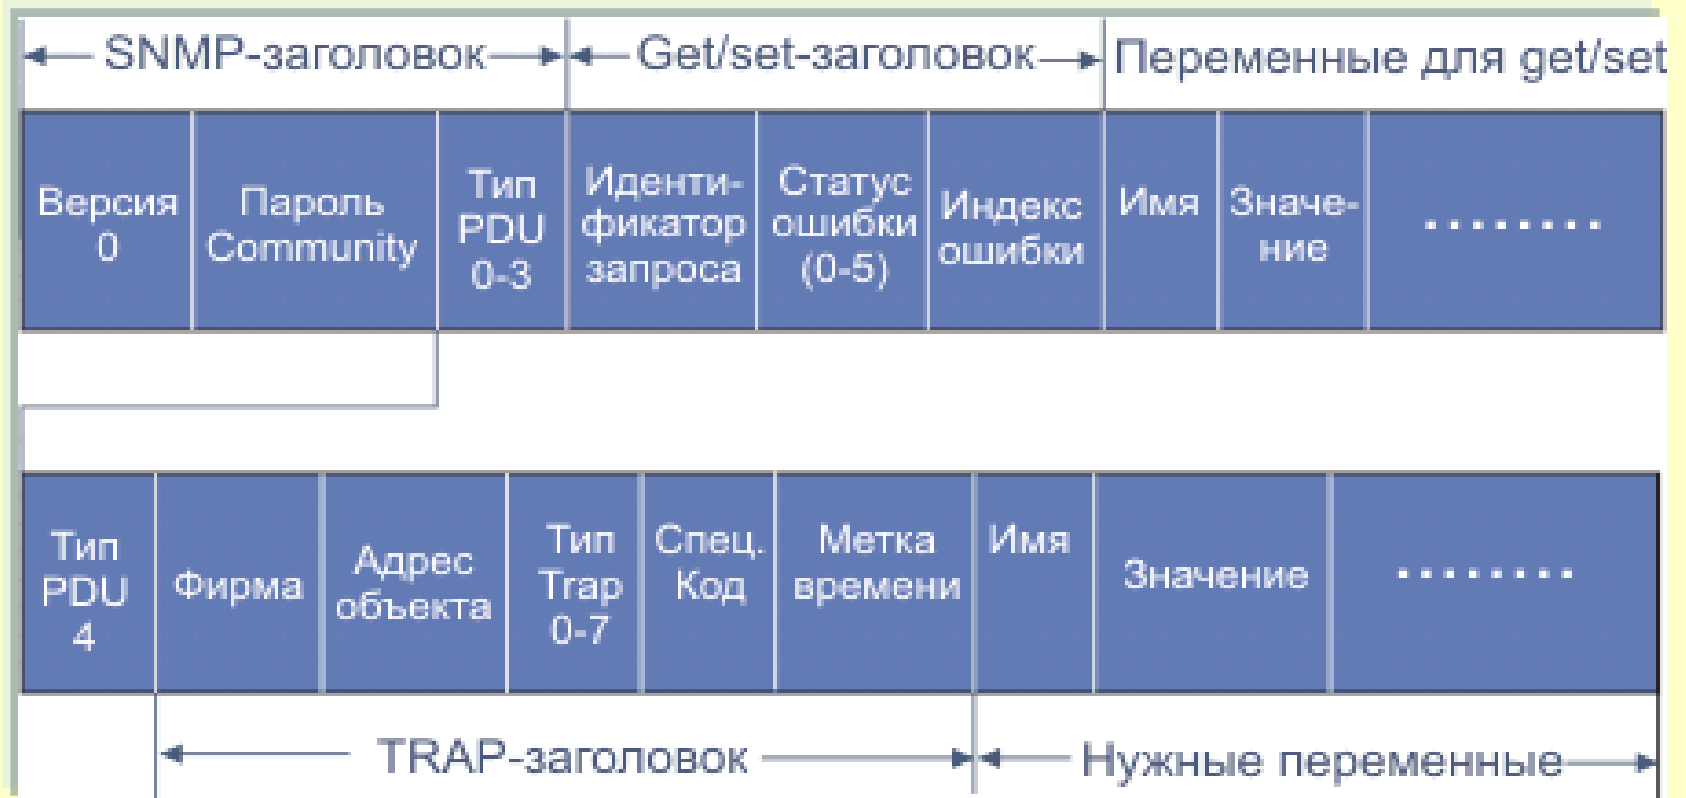 SNMP-заголовок
Get/set-заголовок
Переменные для get/set
Версия
0
Пароль
Community
Тип
PDU
0-3
Иденти-
фикатор
запроса
Статус
ошибки
(0-5)
Индекс
ошибки
Имя
Значе-
ние
........
Тип
PDU
4
Фирма
Адрес
объекта
Тип
Trap
0-7
Спец.
Код
Метка
времени
Имя
Значение
........
TRAP-заголовок
Нужные переменные